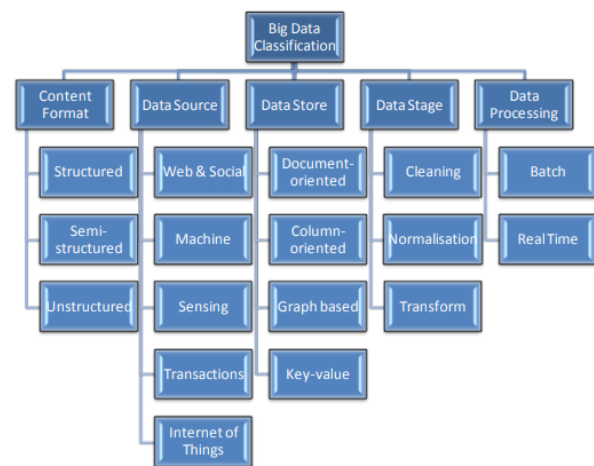 Big Data
Classification
Content
Format
Data Source
Data Store
Data Stage
Data
Processing
Structured
Semi-
structured
Unstructured
Web & Social
Machine
Sensing
Transactions
Internet of
Things
Document-
oriented
Column-
oriented
Graph based
Key-value
Cleaning
Normalisation
Transform
Batch
Real Time